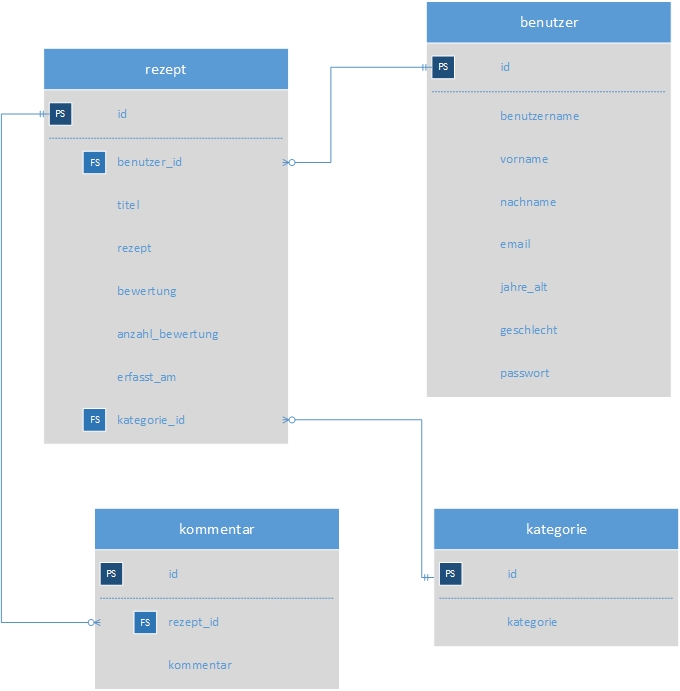 rezept
PS id
FS benutzer_id
titel
rezept
bewertung
anzahl_bewertung
erfasst_am
FS kategorie_id
benutzer
PS id
benutzername
vorname
nachname
email
jahre_alt
geschlecht
passwort
kommentar
PS id
FS rezept_id
kommentar
kategorie
PS id
kategorie